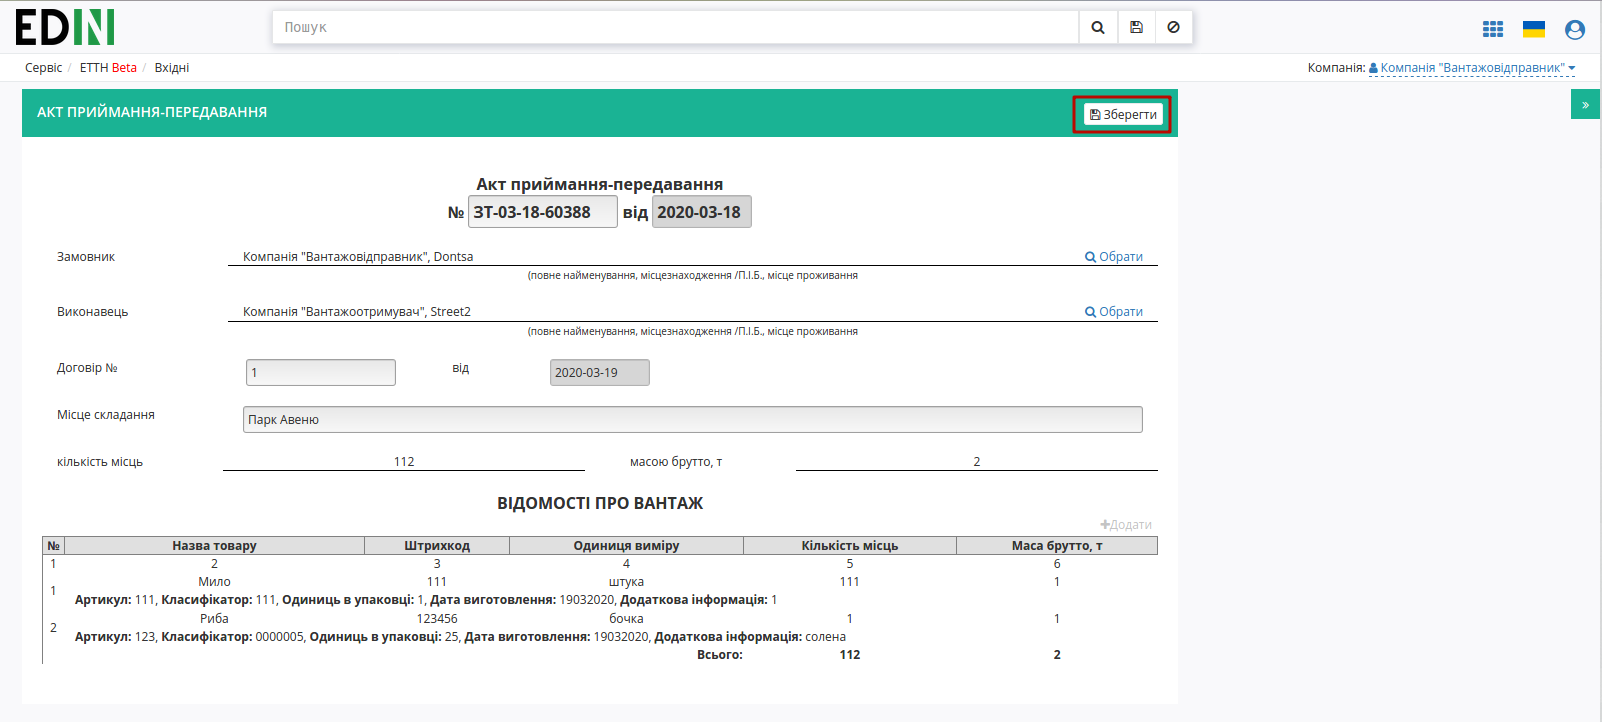 EDIN
Пошук
Сервіс / ЕТТН Beta / Вхідні
Компанія: Компанія "Вантажовідправник"
АКТ ПРИЙМАННЯ-ПЕРЕДАВАННЯ
Зберегти
»
Акт приймання-передавання
№ ЗТ-03-18-60388 від 2020-03-18
Замовник Компанія "Вантажовідправник", Dontsa Обрати
(повне найменування, місцезнаходження /П.І.Б., місце проживання
Виконавець Компанія "Вантажоотримувач", Street2 Обрати
(повне найменування, місцезнаходження /П.І.Б., місце проживання
Договір № 1 від 2020-03-19
Місце складання Парк Авеню
кількість місць 112 масою брутто, т 2
ВІДОМОСТІ ПРО ВАНТАЖ
+Додати
№ Назва товару Штрихкод Одиниця виміру Кількість місць Маса брутто, т
1 2 3 4 5 6
1 Мило 111 штука 111 1
Артикул: 111, Класифікатор: 111, Одиниць в упаковці: 1, Дата виготовлення: 19032020, Додаткова інформація: 1
2 Риба 123456 бочка 1 1
Артикул: 123, Класифікатор: 0000005, Одиниць в упаковці: 25, Дата виготовлення: 19032020, Додаткова інформація: солена
Всього: 112 2